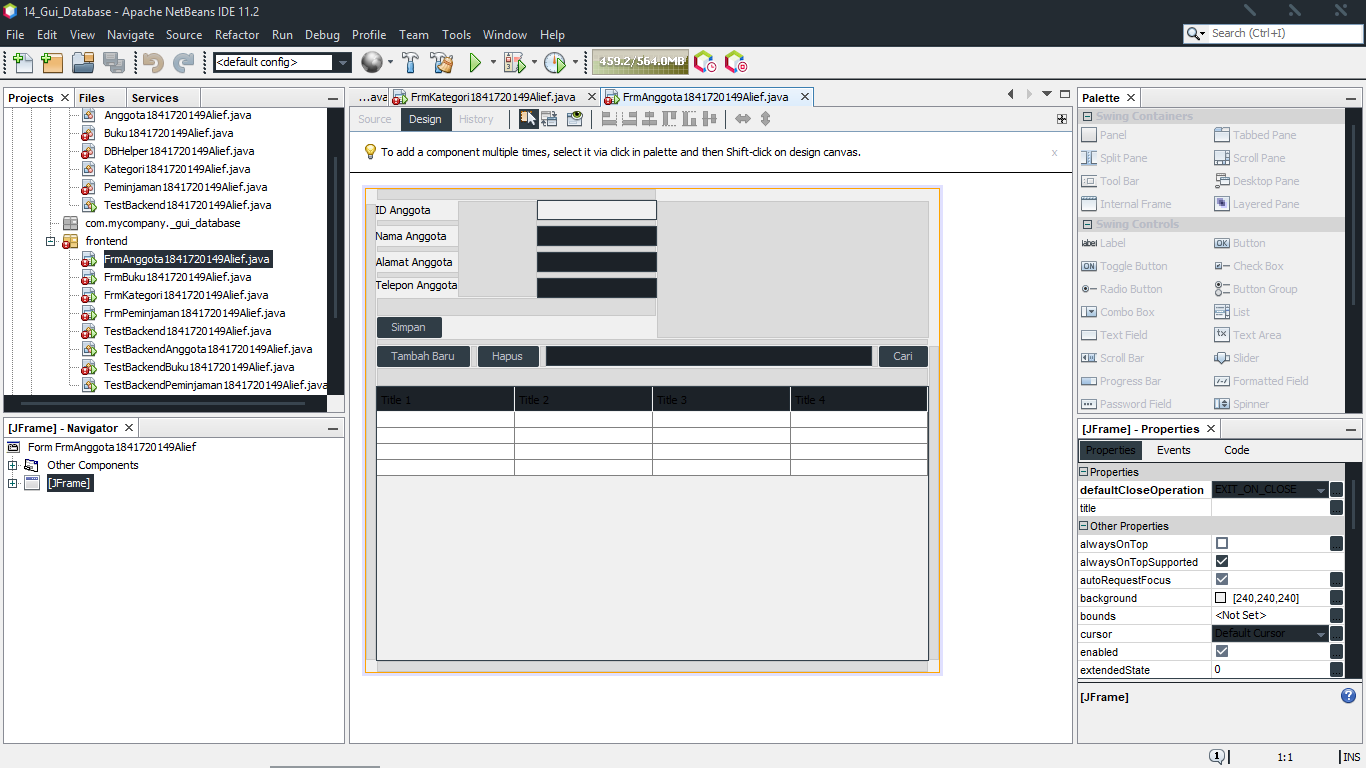 14_Gui_Database - Apache NetBeans IDE 11.2
File Edit View Navigate Source Refactor Run Debug Profile Team Tools Window Help
Search (Ctrl+I)
<default config>
459.2/564.0MB
Projects Files Services
Anggota1841720149Alief.java
Buku1841720149Alief.java
DBHelper1841720149Alief.java
Kategori1841720149Alief.java
Peminjaman1841720149Alief.java
TestBackend1841720149Alief.java
com.mycompany._gui_database
frontend
FrmAnggota1841720149Alief.java
FrmBuku1841720149Alief.java
FrmKategori1841720149Alief.java
FrmPeminjaman1841720149Alief.java
TestBackend1841720149Alief.java
TestBackendAnggota1841720149Alief.java
TestBackendBuku1841720149Alief.java
TestBackendPeminjaman1841720149Alief.java
[JFrame] - Navigator
Form FrmAnggota1841720149Alief
Other Components
[JFrame]
...ava FrmKategori1841720149Alief.java FrmAnggota1841720149Alief.java
Source Design History
To add a component multiple times, select it via click in palette and then Shift-click on design canvas.
x
ID Anggota
Nama Anggota
Alamat Anggota
Telepon Anggota
Simpan
Tambah Baru Hapus Cari
Title 1 Title 2 Title 3 Title 4
Palette
Swing Containers
Panel Tabbed Pane
Split Pane Scroll Pane
Tool Bar Desktop Pane
Internal Frame Layered Pane
Swing Controls
label Label OK Button
ON Toggle Button Check Box
Radio Button Button Group
Combo Box List
Text Field tx Text Area
Scroll Bar Slider
Progress Bar Formatted Field
Password Field Spinner
[JFrame] - Properties
Properties Events Code
Properties
defaultCloseOperation EXIT_ON_CLOSE ...
title ...
Other Properties
alwaysOnTop ...
alwaysOnTopSupported
autoRequestFocus ...
background [240,240,240] ...
bounds <Not Set> ...
cursor Default Cursor ...
enabled ...
extendedState 0 ...
[JFrame]
?
1 1:1 INS